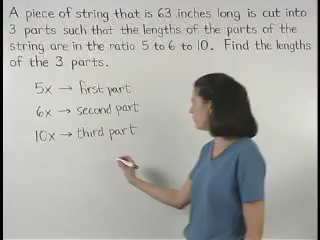 A piece of string that is 63 inches long is cut into
3 parts such that the lengths of the parts of the
string are in the ratio 5 to 6 to 10. Find the lengths
of the 3 parts.
5x → first part
6x → second part
10x → third part